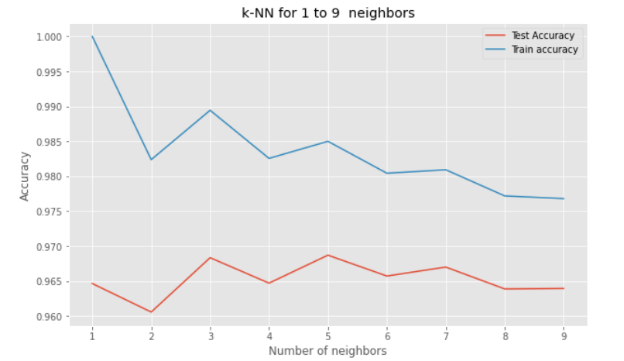 k-NN for 1 to 9 neighbors
Test Accuracy
Train accuracy
1.000
0.995
0.990
0.985
0.980
0.975
0.970
0.965
0.960
Accuracy
1 2 3 4 5 6 7 8 9
Number of neighbors